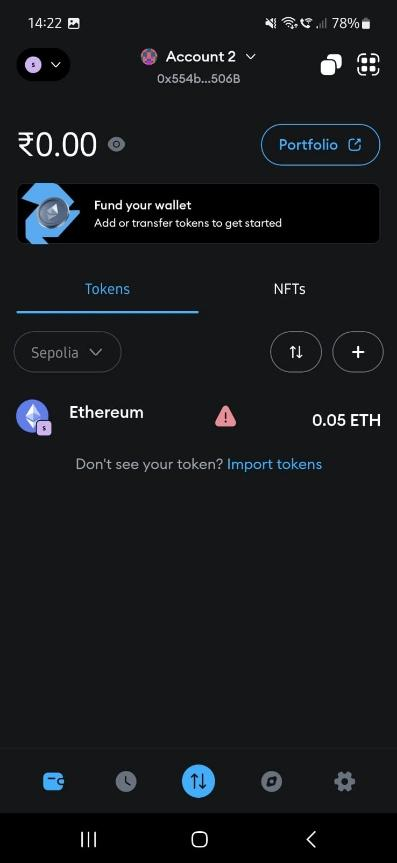 14:22 78%
s
Account 2
0x554b...506B
₹0.00
Portfolio
Fund your wallet
Add or transfer tokens to get started
Tokens NFTs
Sepolia
Ethereum 0.05 ETH
s
Don't see your token? Import tokens